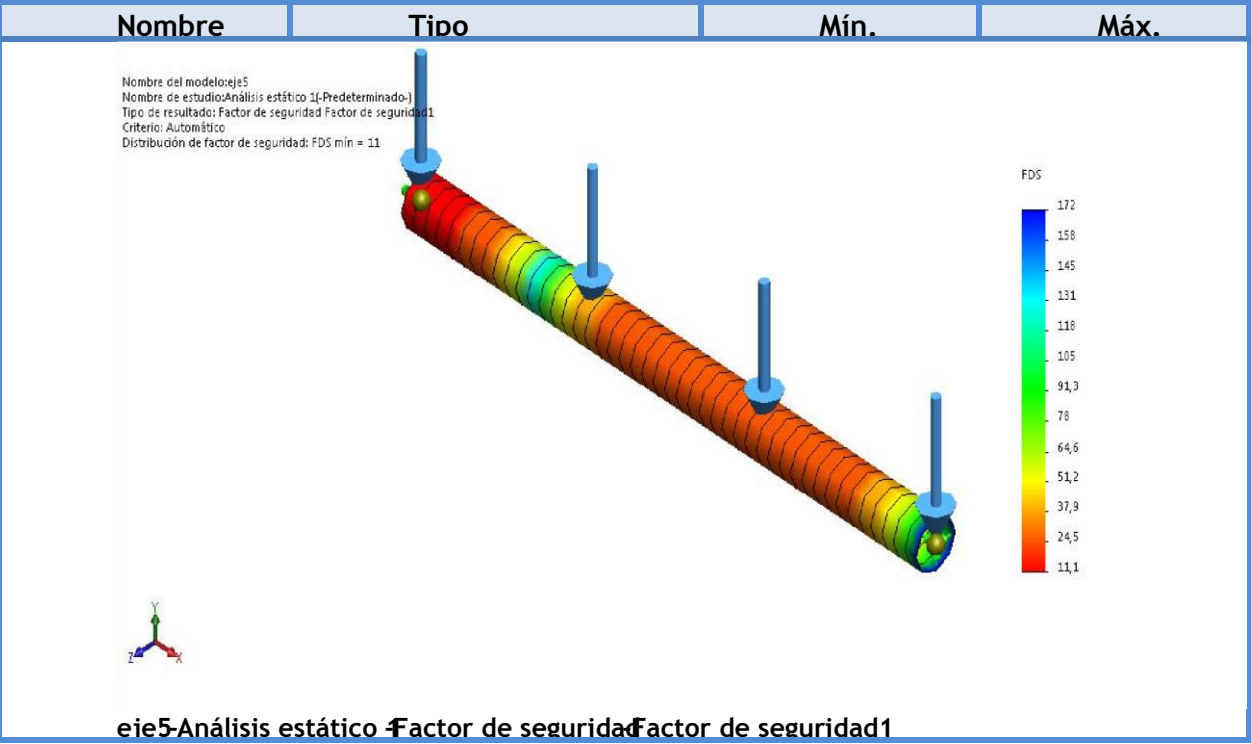 Nombre Tipo Mín. Máx.
Nombre del modelo:eje5
Nombre de estudio:Análisis estático 1(-Predeterminado-)
Tipo de resultado: Factor de seguridad Factor de seguridad1
Criterio: Automático
Distribución de factor de seguridad: FDS mín = 11
FDS
172
158
145
131
118
105
91,3
78
64,6
51,2
37,9
24,5
11,1
Y
Z X
eje5-Análisis estático 1-Factor de seguridad-Factor de seguridad1